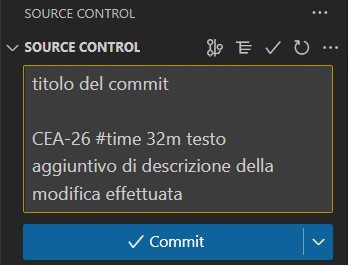 SOURCE CONTROL
SOURCE CONTROL
titolo del commit
CEA-26 #time 32m testo
aggiuntivo di descrizione della
modifica effettuata
Commit